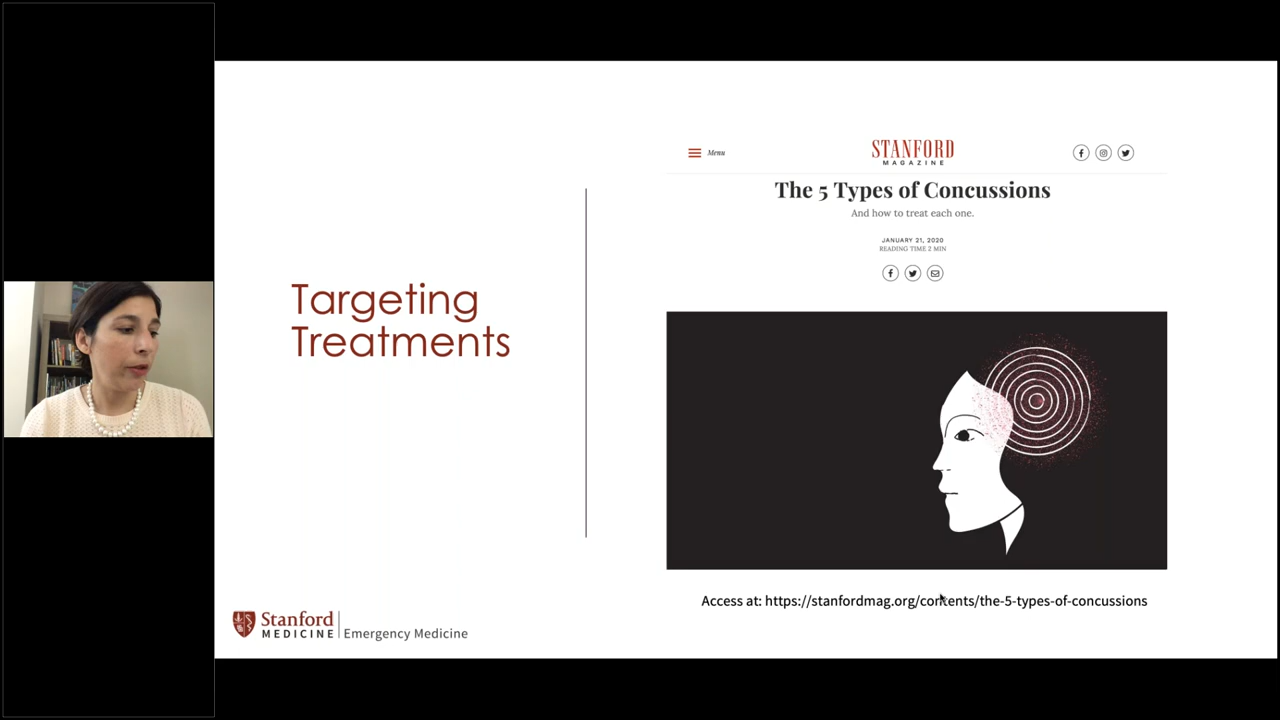 Targeting
Treatments
Menu
STANFORD
MAGAZINE
The 5 Types of Concussions
And how to treat each one.
JANUARY 21, 2020
READING TIME 2 MIN
Access at: https://stanfordmag.org/contents/the-5-types-of-concussions
Stanford
MEDICINE
Emergency Medicine